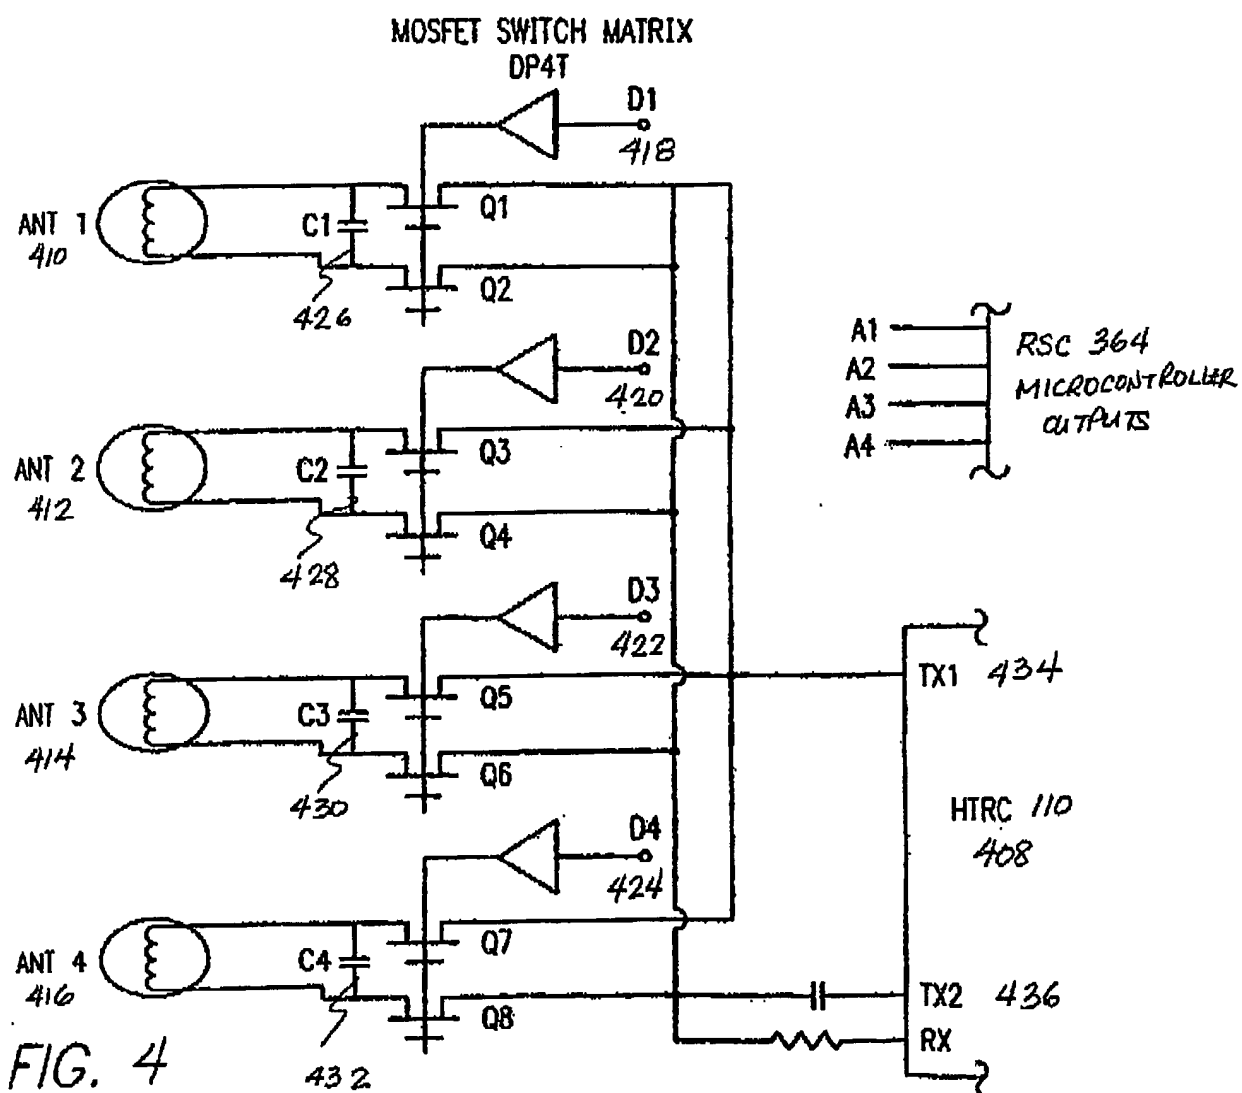 MOSFET SWITCH MATRIX
DP4T
D1
418
ANT 1
410
C1
Q1
Q2
426
D2
420
ANT 2
412
C2
Q3
Q4
428
A1
A2
A3
A4
RSC 364
MICROCONTROLLER
OUTPUTS
D3
422
ANT 3
414
C3
Q5
Q6
430
TX1 434
HTRC 110
408
D4
424
ANT 4
416
C4
Q7
Q8
432
TX2 436
RX
FIG. 4